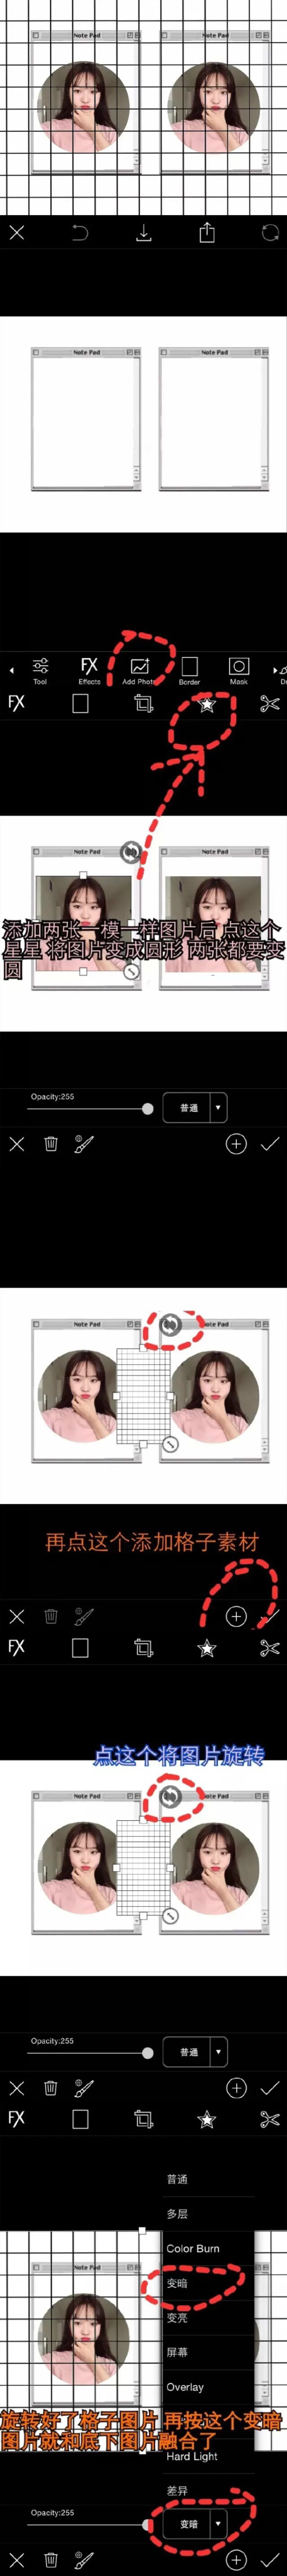 Note Pad
Note Pad
Note Pad
Note Pad
Tool
FX
Effects
Add Photo
Border
Mask
FX
添加两张一模一样图片后 点这个
星星 将图片变成圆形 两张都要变
圆
Opacity:255
普通
Note Pad
ote Pad
再点这个添加格子素材
FX
点这个将图片旋转
Note Pad
ote Pad
Opacity:255
普通
FX
普通
多层
Color Burn
变暗
变亮
屏幕
Overlay
Note Pad
旋转好了格子图片 再按这个变暗
图片就和底下图片融合了
Hard Light
差异
Opacity:255
变暗